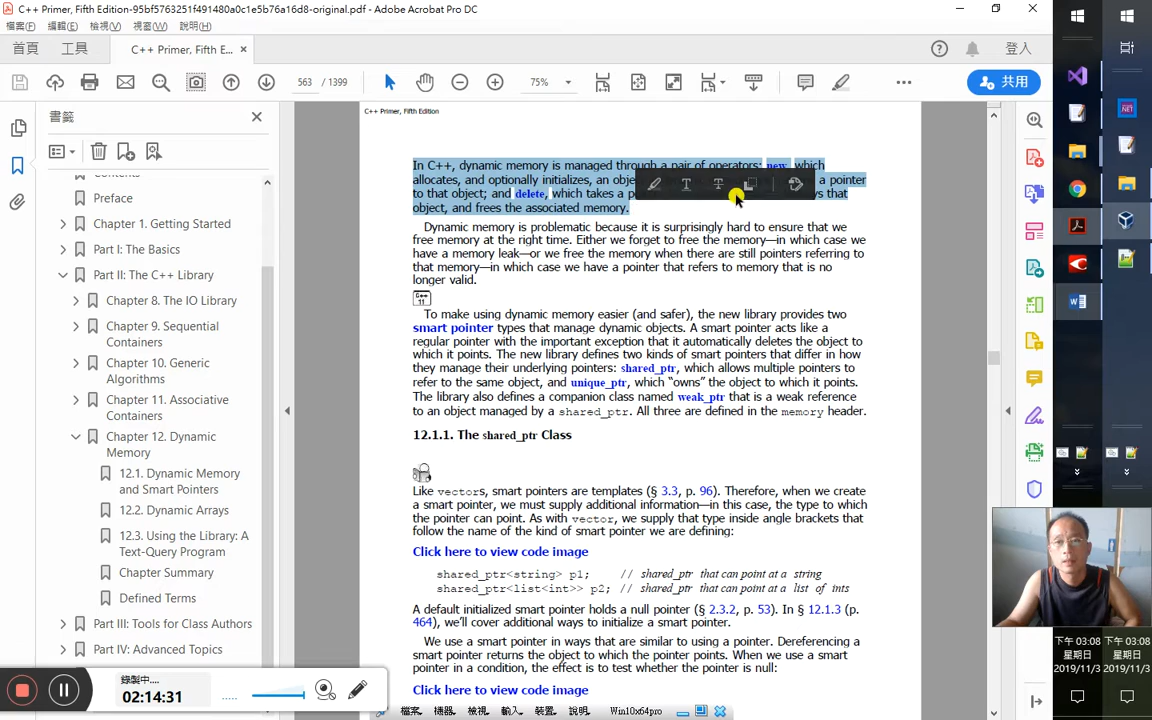 C++ Primer, Fifth Edition-95bf5763251f491480a0c1e5b76a16d8-original.pdf - Adobe Acrobat Pro DC
檔案(F) 編輯(E) 檢視(V) 視窗(W) 說明(H)
首頁 工具 C++ Primer, Fifth E... × 登入
563 / 1399 75% 共用
書籤
Contents
Preface
Chapter 1. Getting Started
Part I: The Basics
Part II: The C++ Library
Chapter 8. The IO Library
Chapter 9. Sequential
Containers
Chapter 10. Generic
Algorithms
Chapter 11. Associative
Containers
Chapter 12. Dynamic
Memory
12.1. Dynamic Memory
and Smart Pointers
12.2. Dynamic Arrays
12.3. Using the Library: A
Text-Query Program
Chapter Summary
Defined Terms
Part III: Tools for Class Authors
Part IV: Advanced Topics
C++ Primer, Fifth Edition
In C++, dynamic memory is managed through a pair of operators: new, which
allocates, and optionally initializes, an obje a pointer
to that object; and delete, which takes a p ys that
object, and frees the associated memory.
Dynamic memory is problematic because it is surprisingly hard to ensure that we
free memory at the right time. Either we forget to free the memory—in which case we
have a memory leak—or we free the memory when there are still pointers referring to
that memory—in which case we have a pointer that refers to memory that is no
longer valid.
C++
11
To make using dynamic memory easier (and safer), the new library provides two
smart pointer types that manage dynamic objects. A smart pointer acts like a
regular pointer with the important exception that it automatically deletes the object to
which it points. The new library defines two kinds of smart pointers that differ in how
they manage their underlying pointers: shared_ptr, which allows multiple pointers to
refer to the same object, and unique_ptr, which “owns” the object to which it points.
The library also defines a companion class named weak_ptr that is a weak reference
to an object managed by a shared_ptr. All three are defined in the memory header.
12.1.1. The shared_ptr Class
Like vectors, smart pointers are templates (§ 3.3, p. 96). Therefore, when we create
a smart pointer, we must supply additional information—in this case, the type to which
the pointer can point. As with vector, we supply that type inside angle brackets that
follow the name of the kind of smart pointer we are defining:
Click here to view code image
shared_ptr<string> p1; // shared_ptr that can point at a string
shared_ptr<list<int>> p2; // shared_ptr that can point at a list of ints
A default initialized smart pointer holds a null pointer (§ 2.3.2, p. 53). In § 12.1.3 (p.
464), we’ll cover additional ways to initialize a smart pointer.
We use a smart pointer in ways that are similar to using a pointer. Dereferencing a
smart pointer returns the object to which the pointer points. When we use a smart
pointer in a condition, the effect is to test whether the pointer is null:
Click here to view code image
錄製中...
02:14:31
檔案 機器 檢視 輸入 裝置 說明 Win10x64pro
下午 03:08
星期日
2019/11/3
下午 03:08
星期日
2019/11/3